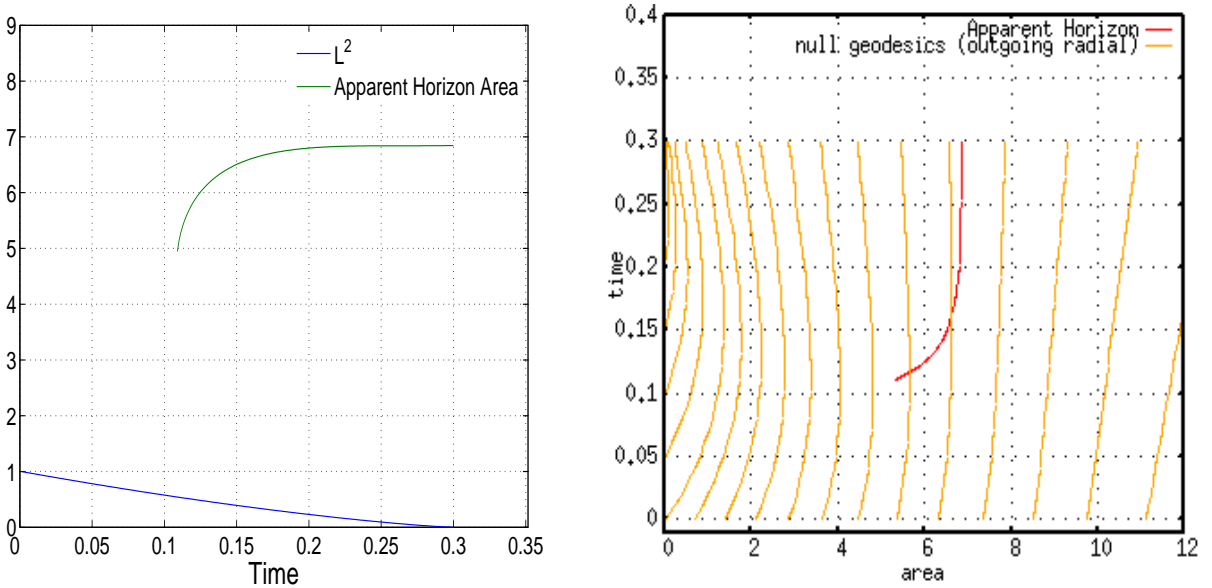 9
8
7
6
5
4
3
2
1
0
L²
Apparent Horizon Area
0 0.05 0.1 0.15 0.2 0.25 0.3 0.35
Time
0.4
0.35
0.3
0.25
0.2
0.15
0.1
0.05
0
time
Apparent Horizon
null geodesics (outgoing radial)
0 2 4 6 8 10 12
area